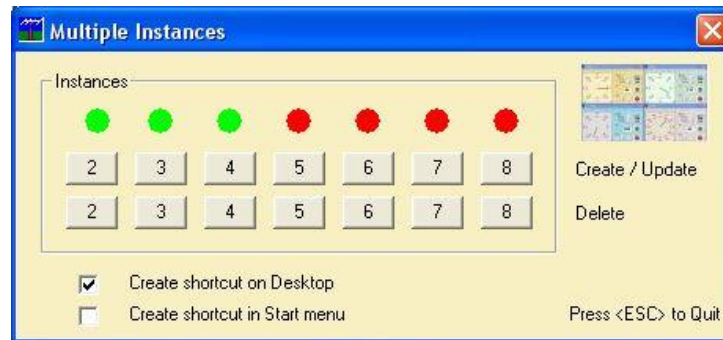 Multiple Instances
Instances
2 3 4 5 6 7 8 Create / Update
2 3 4 5 6 7 8 Delete
Create shortcut on Desktop
Create shortcut in Start menu
Press <ESC> to Quit